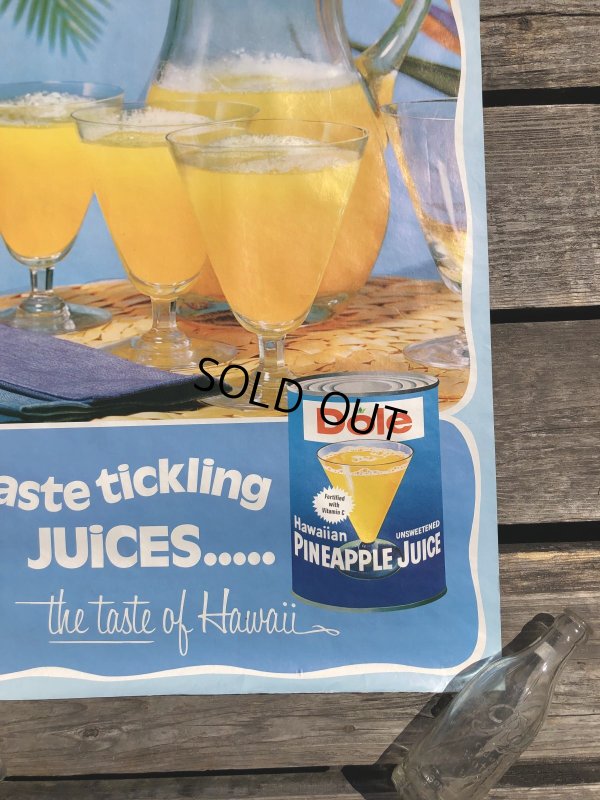 SOLD OUT
Dole
Fortified
with
Vitamin C
Hawaiian
UNSWEETENED
PINEAPPLE JUICE
aste tickling
JUiCES.....
the taste of Hawaii